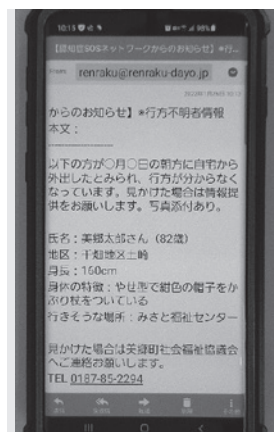 10:15
95%
【認知症SOSネットワークからのお知らせ】*行…
From
renraku@renraku-dayo.jp
からのお知らせ】*行方不明者情報
本文：
--------------------
以下の方が〇月〇日の朝方に自宅から
外出したとみられ、行方が分からなく
なっています。見かけた場合は情報提
供をお願いします。写真添付あり。
氏名：美郷太郎さん（82歳）
地区：千畑地区土崎
身長：160cm
身体の特徴：やせ型で紺色の帽子をか
ぶり杖をついている
行きそうな場所：みさと福祉センター
見かけた場合は美郷町社会福祉協議会
へご連絡お願いします。
TEL 0187-85-2294